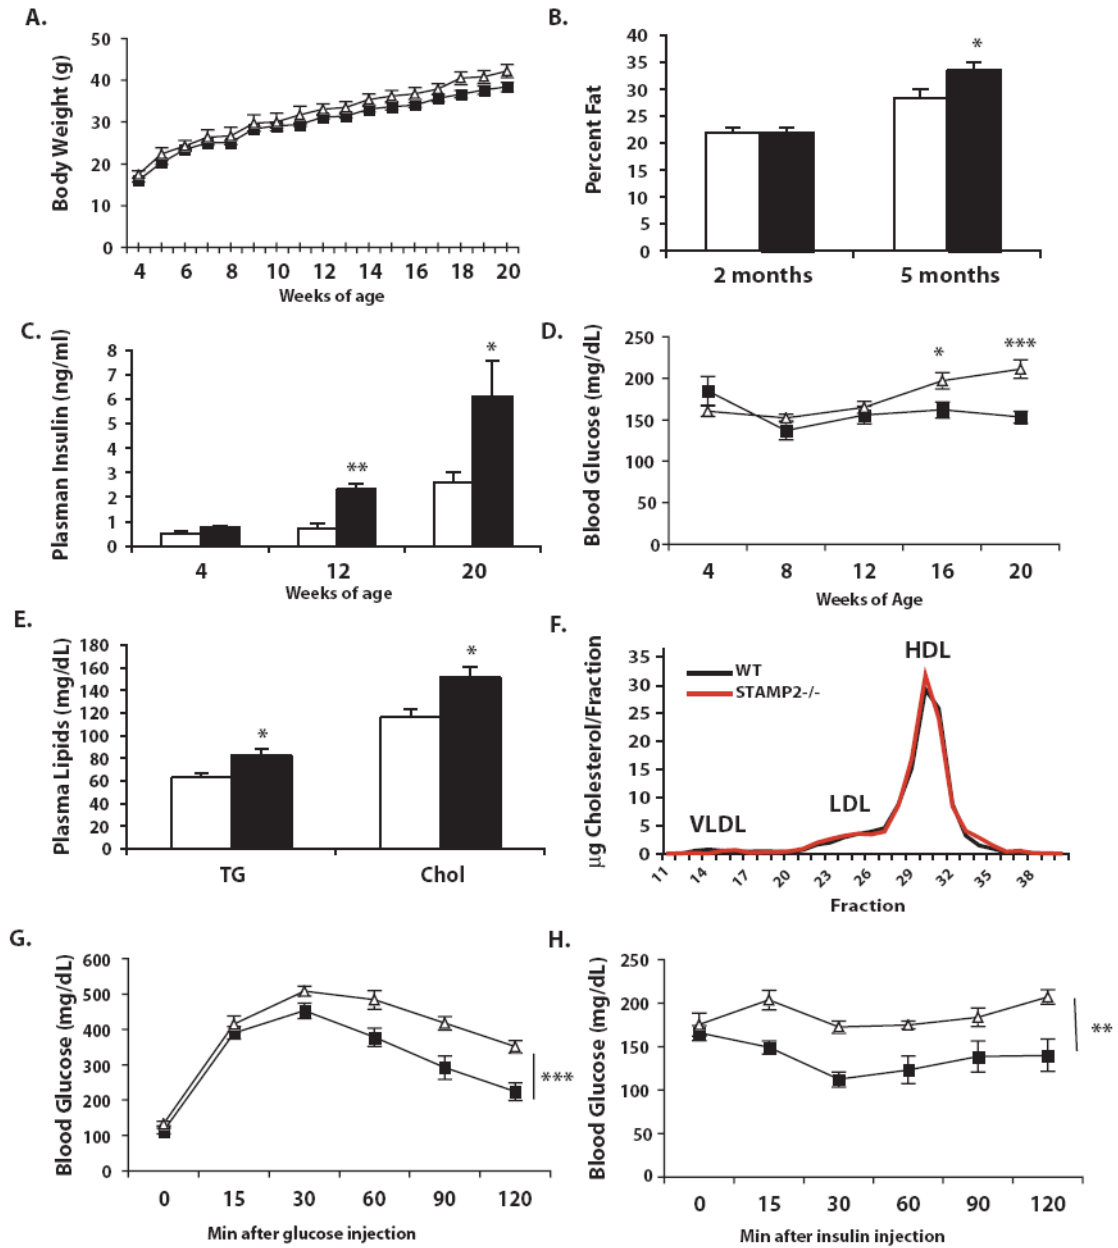 A.
Body Weight (g)
50
40
30
20
10
0
4 6 8 10 12 14 16 18 20
Weeks of age
B.
Percent Fat
40
35
30
25
20
15
10
5
0
*
2 months 5 months
C.
Plasman Insulin (ng/ml)
8
7
6
5
4
3
2
1
0
**
*
4 12 20
Weeks of age
D.
Blood Glucose (mg/dL)
250
200
150
100
50
0
*
***
4 8 12 16 20
Weeks of Age
E.
Plasma Lipids (mg/dL)
180
160
140
120
100
80
60
40
20
0
*
*
TG Chol
F.
µg Cholesterol/Fraction
35
30
25
20
15
10
5
0
WT
STAMP2-/-
VLDL
LDL
HDL
11 14 17 20 23 26 29 32 35 38
Fraction
G.
Blood Glucose (mg/dL)
600
500
400
300
200
100
0
***
0 15 30 60 90 120
Min after glucose injection
H.
Blood Glucose (mg/dL)
250
200
150
100
50
0
**
0 15 30 60 90 120
Min after insulin injection